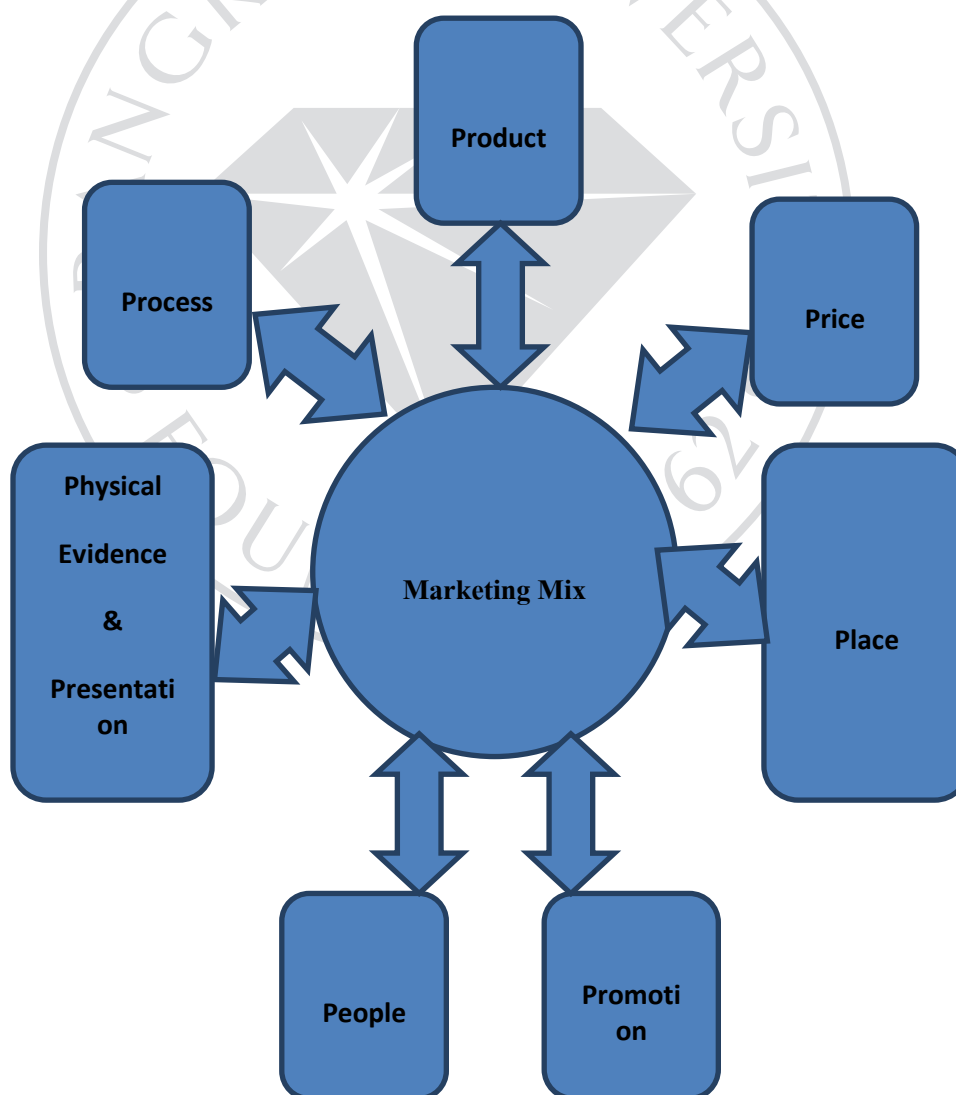 Product
Process
Price
Physical
Evidence
&
Presentati
on
Marketing Mix
Place
People
Promoti
on